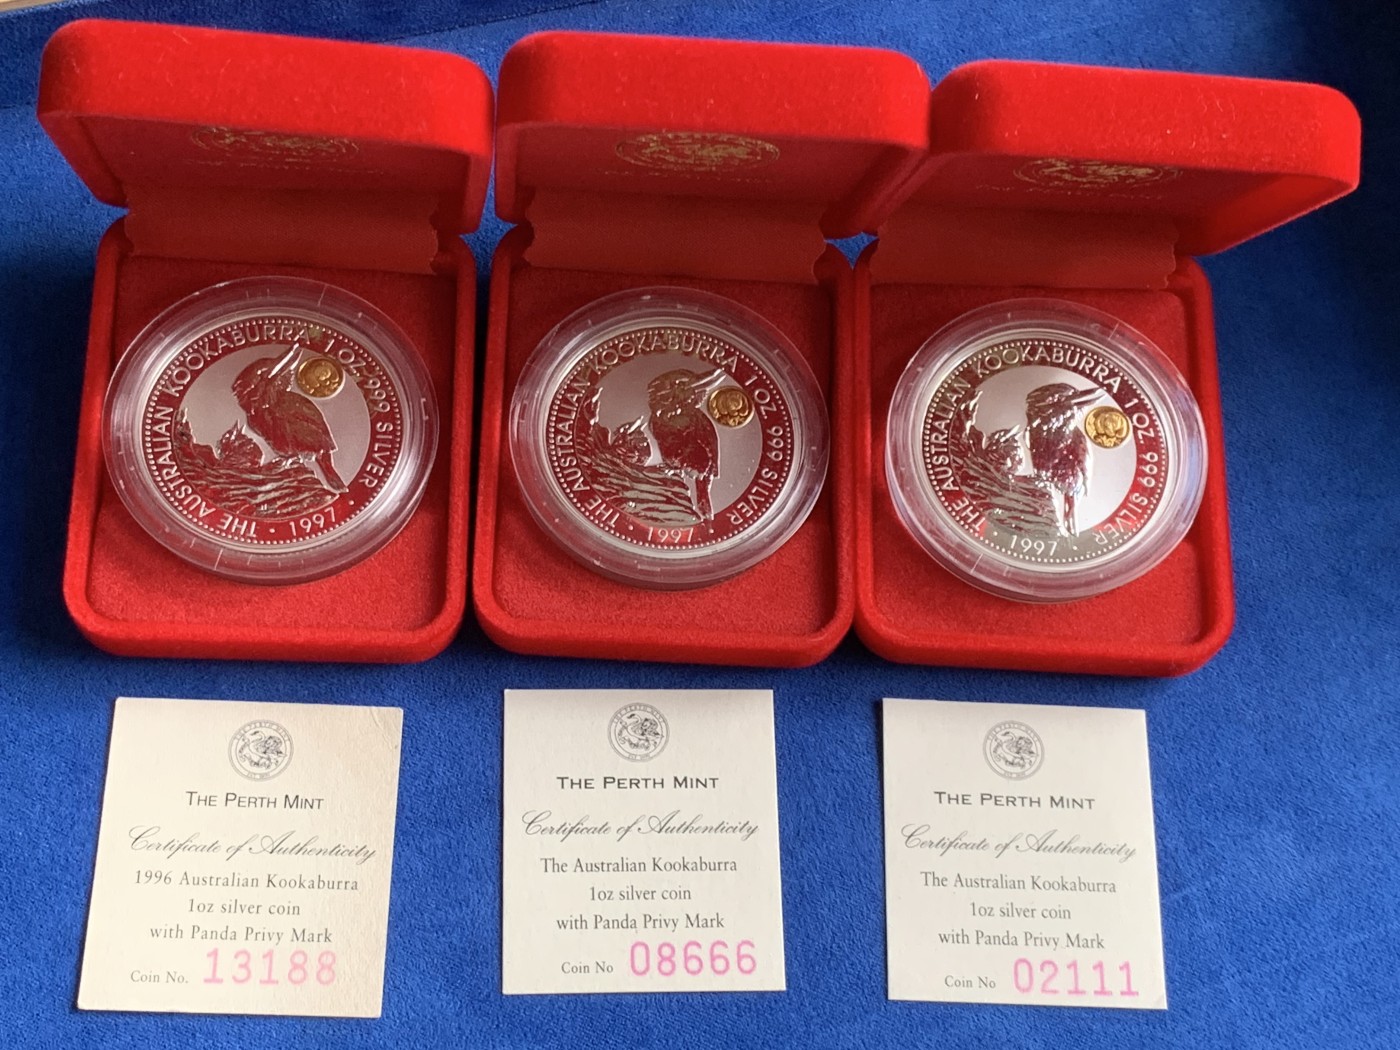 THE AUSTRALIAN KOOKABURRA 1 OZ. 999 SILVER
· 1997 ·
THE AUSTRALIAN KOOKABURRA 1 OZ 999 SILVER
· 1997 ·
THE AUSTRALIAN KOOKABURRA 1 OZ 999 SILVER
· 1997 ·
THE PERTH MINT
Certificate of Authenticity
1996 Australian Kookaburra
1oz silver coin
with Panda Privy Mark
Coin No. 13188
THE PERTH MINT
Certificate of Authenticity
The Australian Kookaburra
1oz silver coin
with Panda Privy Mark
Coin No 08666
THE PERTH MINT
Certificate of Authenticity
The Australian Kookaburra
1oz silver coin
with Panda Privy Mark
Coin No 02111